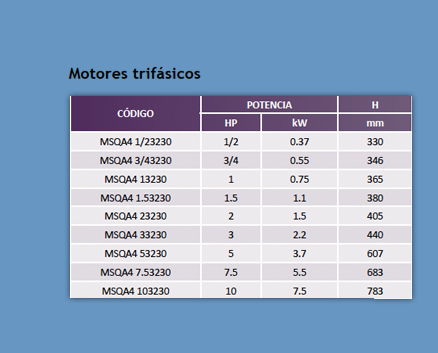 Motores trifásicos
CÓDIGO POTENCIA H
HP kW mm
MSQA4 1/23230 1/2 0.37 330
MSQA4 3/43230 3/4 0.55 346
MSQA4 13230 1 0.75 365
MSQA4 1.53230 1.5 1.1 380
MSQA4 23230 2 1.5 405
MSQA4 33230 3 2.2 440
MSQA4 53230 5 3.7 607
MSQA4 7.53230 7.5 5.5 683
MSQA4 103230 10 7.5 783